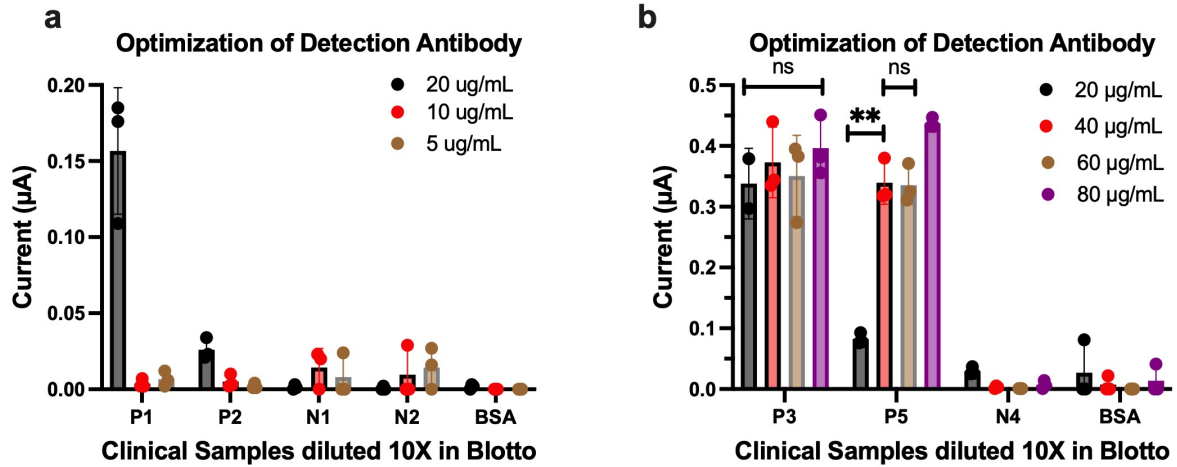 a
Optimization of Detection Antibody
20 ug/mL
10 ug/mL
5 ug/mL
0.20
0.15
0.10
0.05
0.00
Current (µA)
P1 P2 N1 N2 BSA
Clinical Samples diluted 10X in Blotto
b
Optimization of Detection Antibody
ns ns
**
20 µg/mL
40 µg/mL
60 µg/mL
80 µg/mL
0.5
0.4
0.3
0.2
0.1
0.0
Current (µA)
P3 P5 N4 BSA
Clinical Samples diluted 10X in Blotto